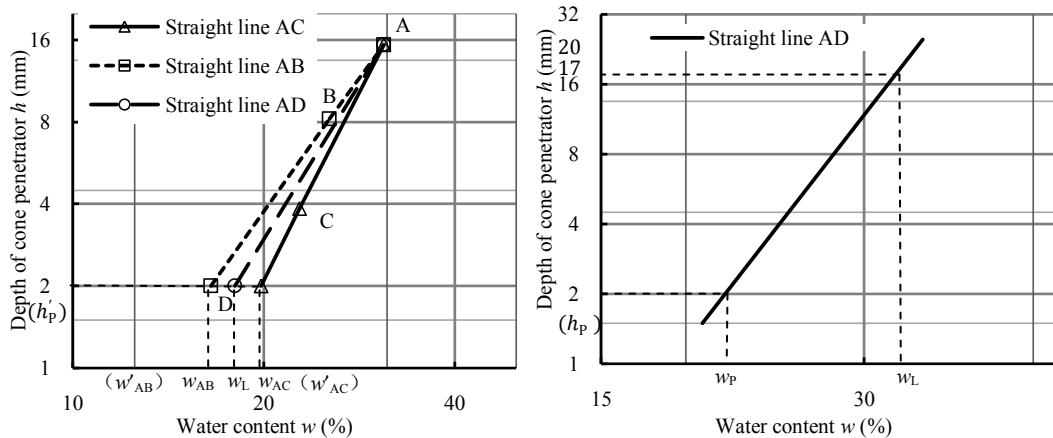 Straight line AC
Straight line AB
Straight line AD
Depth of cone penetrator h (mm)
16
8
4
2
(h′P)
1
A
B
C
D
(w'AB)
wAB
wL
wAC
(w'AC)
10
20
40
Water content w (%)
Straight line AD
Depth of cone penetrator h (mm)
32
20
17
16
8
4
2
(hP)
1
wP
wL
15
30
Water content w (%)